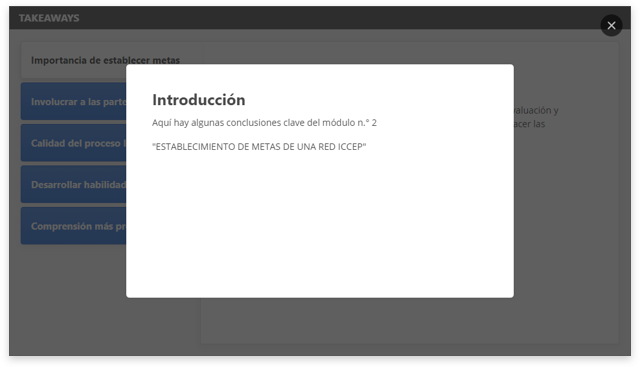 TAKEAWAYS
Importancia de establecer metas
Involucrar a las parte
valuación y
acer las
Calidad del proceso
Desarrollar habilidad
Comprensión más pr
Introducción
Aquí hay algunas conclusiones clave del módulo n.° 2
"ESTABLECIMIENTO DE METAS DE UNA RED ICCEP"